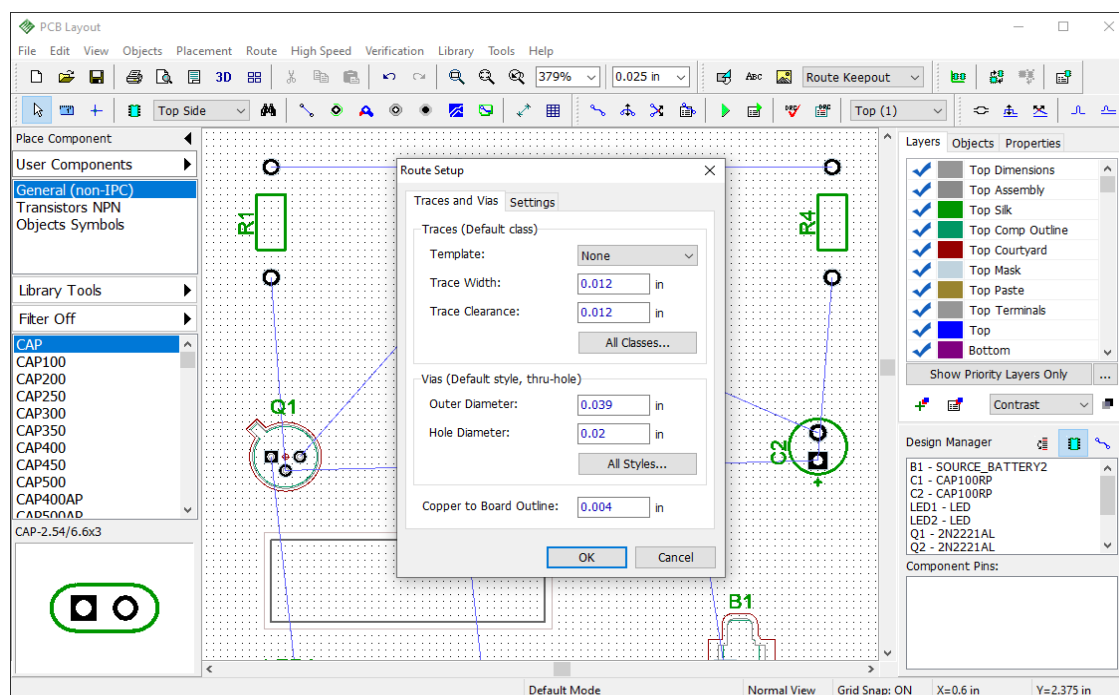 PCB Layout
File Edit View Objects Placement Route High Speed Verification Library Tools Help
3D 379% 0.025 in ABC Route Keepout
Top Side Top (1)
Place Component
User Components
General (non-IPC)
Transistors NPN
Objects Symbols
Library Tools
Filter Off
CAP
CAP100
CAP200
CAP250
CAP300
CAP350
CAP400
CAP450
CAP500
CAP400AP
CAP500AP
CAP-2.54/6.6x3
R1
Q1
R4
C2
+
B1
Route Setup
Traces and Vias Settings
Traces (Default class)
Template: None
Trace Width: 0.012 in
Trace Clearance: 0.012 in
All Classes...
Vias (Default style, thru-hole)
Outer Diameter: 0.039 in
Hole Diameter: 0.02 in
All Styles...
Copper to Board Outline: 0.004 in
OK Cancel
Layers Objects Properties
Top Dimensions
Top Assembly
Top Silk
Top Comp Outline
Top Courtyard
Top Mask
Top Paste
Top Terminals
Top
Bottom
Show Priority Layers Only ...
Contrast
Design Manager
B1 - SOURCE_BATTERY2
C1 - CAP100RP
C2 - CAP100RP
LED1 - LED
LED2 - LED
Q1 - 2N2221AL
Q2 - 2N2221AL
Component Pins:
Default Mode Normal View Grid Snap: ON X=0.6 in Y=2.375 in